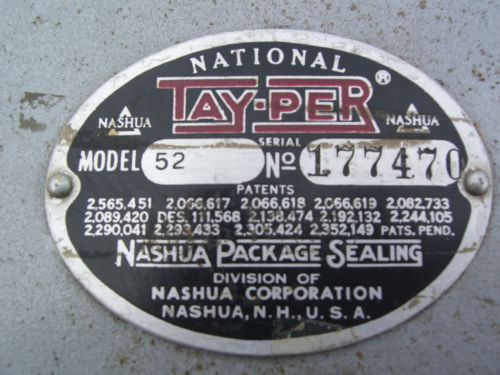 NATIONAL
TAY-PER ®
NASHUA NASHUA
MODEL 52 SERIAL No 177470
PATENTS
2,565,451 2,066,617 2,066,618 2,066,619 2,082,733
2,089,420 DES. 111,568 2,138,474 2,192,132 2,244,105
2,290,041 2,293,433 2,305,424 2,352,149 PATS. PEND.
NASHUA PACKAGE SEALING
DIVISION OF
NASHUA CORPORATION
NASHUA, N.H., U.S.A.